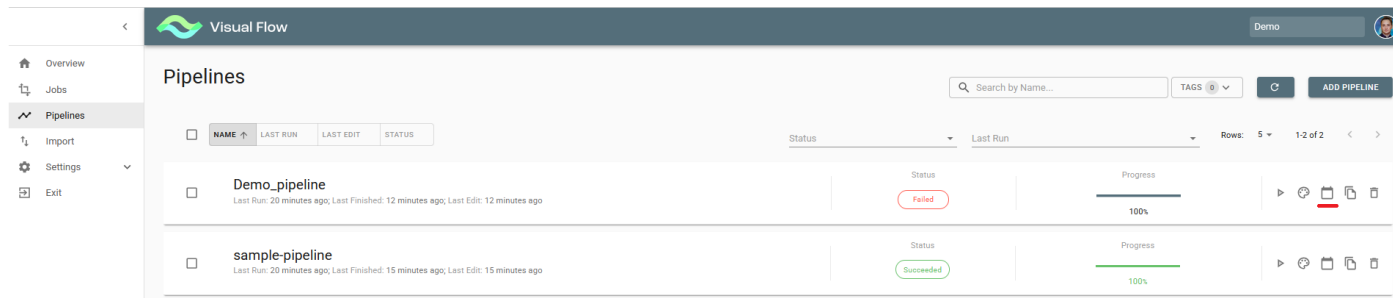 Visual Flow
Demo
Overview
Jobs
Pipelines
Import
Settings
Exit
Pipelines
Search by Name...
TAGS 0
ADD PIPELINE
NAME LAST RUN LAST EDIT STATUS
Status
Last Run
Rows: 5 1-2 of 2
Demo_pipeline
Last Run: 20 minutes ago; Last Finished: 12 minutes ago; Last Edit: 12 minutes ago
Status
Failed
Progress
100%
sample-pipeline
Last Run: 20 minutes ago; Last Finished: 15 minutes ago; Last Edit: 15 minutes ago
Status
Succeeded
Progress
100%